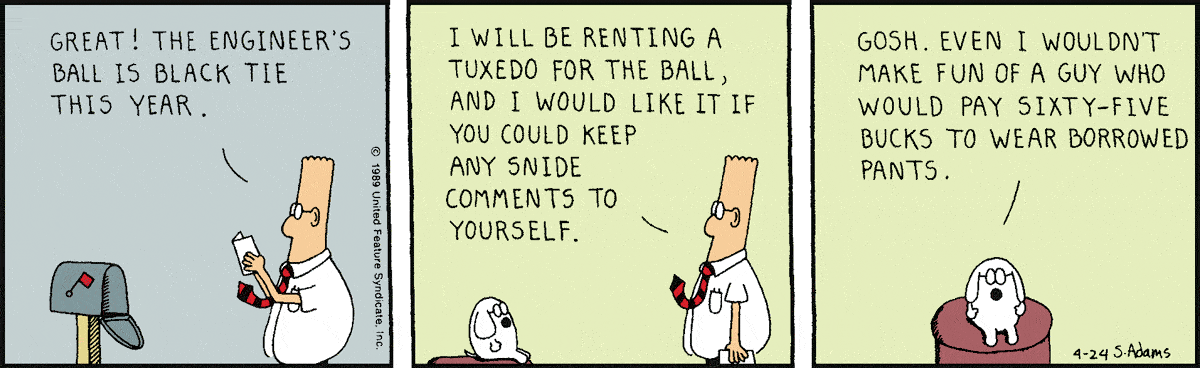 GREAT! THE ENGINEER'S
BALL IS BLACK TIE
THIS YEAR.
© 1989 United Feature Syndicate, Inc.
I WILL BE RENTING A
TUXEDO FOR THE BALL,
AND I WOULD LIKE IT IF
YOU COULD KEEP
ANY SNIDE
COMMENTS TO
YOURSELF.
GOSH. EVEN I WOULDN'T
MAKE FUN OF A GUY WHO
WOULD PAY SIXTY-FIVE
BUCKS TO WEAR BORROWED
PANTS.
4-24 S.Adams